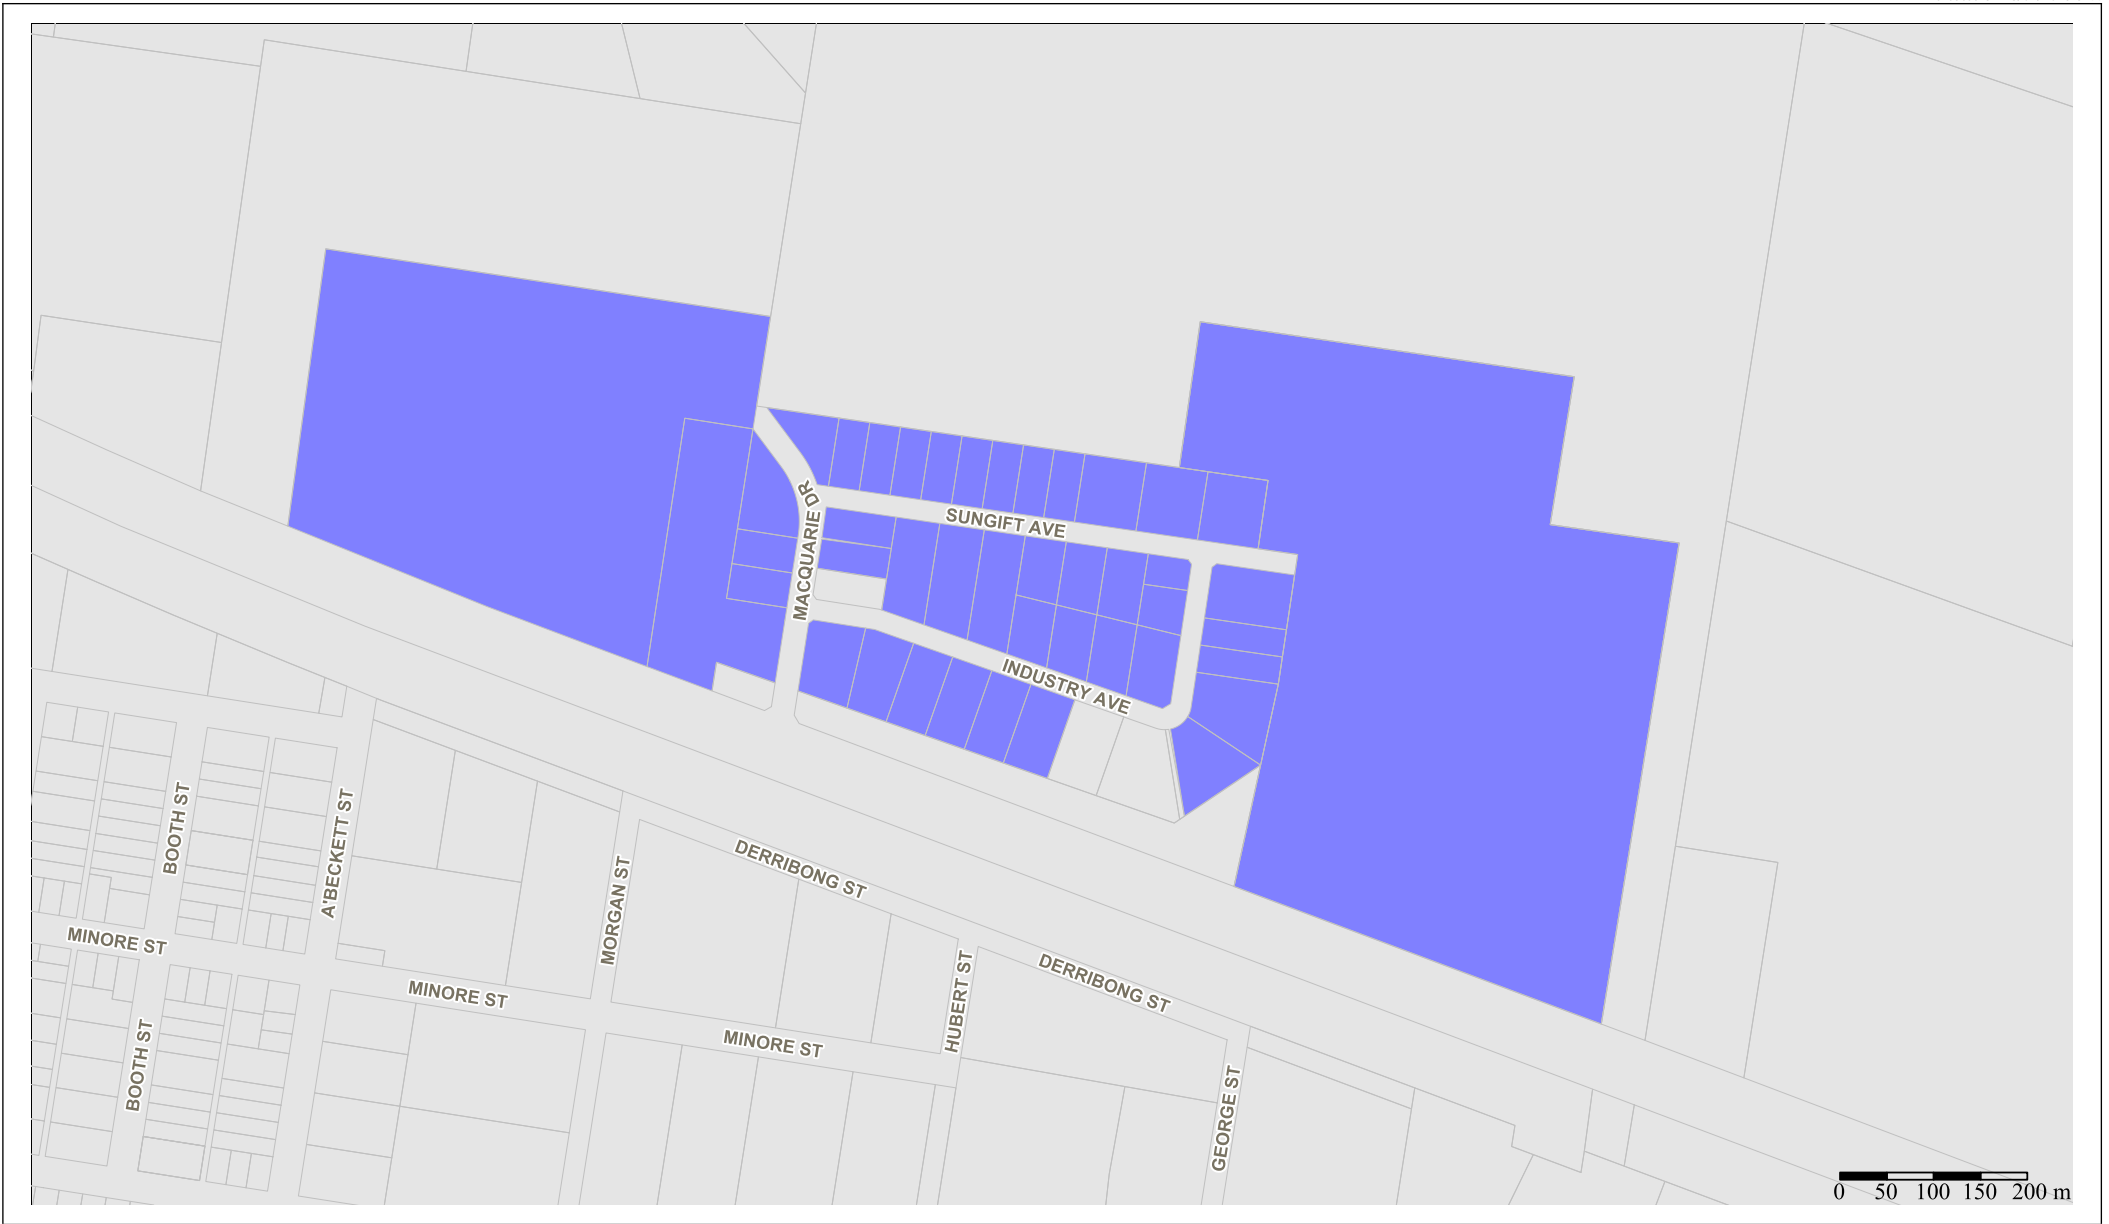 MACQUARIE DR
SUNGIFT AVE
INDUSTRY AVE
BOOTH ST
A'BECKETT ST
MORGAN ST
DERRIBONG ST
MINORE ST
HUBERT ST
DERRIBONG ST
MINORE ST
MINORE ST
BOOTH ST
GEORGE ST
0 50 100 150 200 m